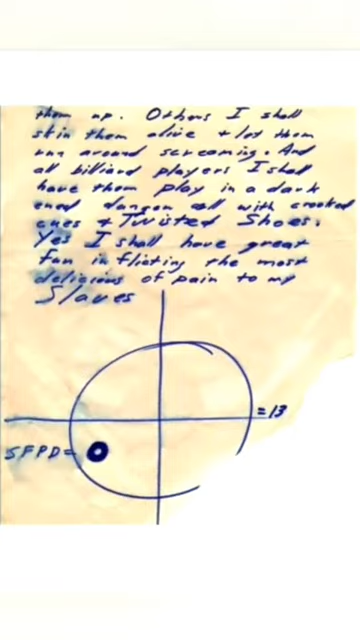 them up. Others I shall
skin them alive + let them
run around screaming. And
all billiard players I shall
have them play in a dark
ened dungen all with crooked
cues + Twisted Shoes.
Yes I shall have great
fun in flicting the most
delicious of pain to my
Slaves
= 13
SFPD =